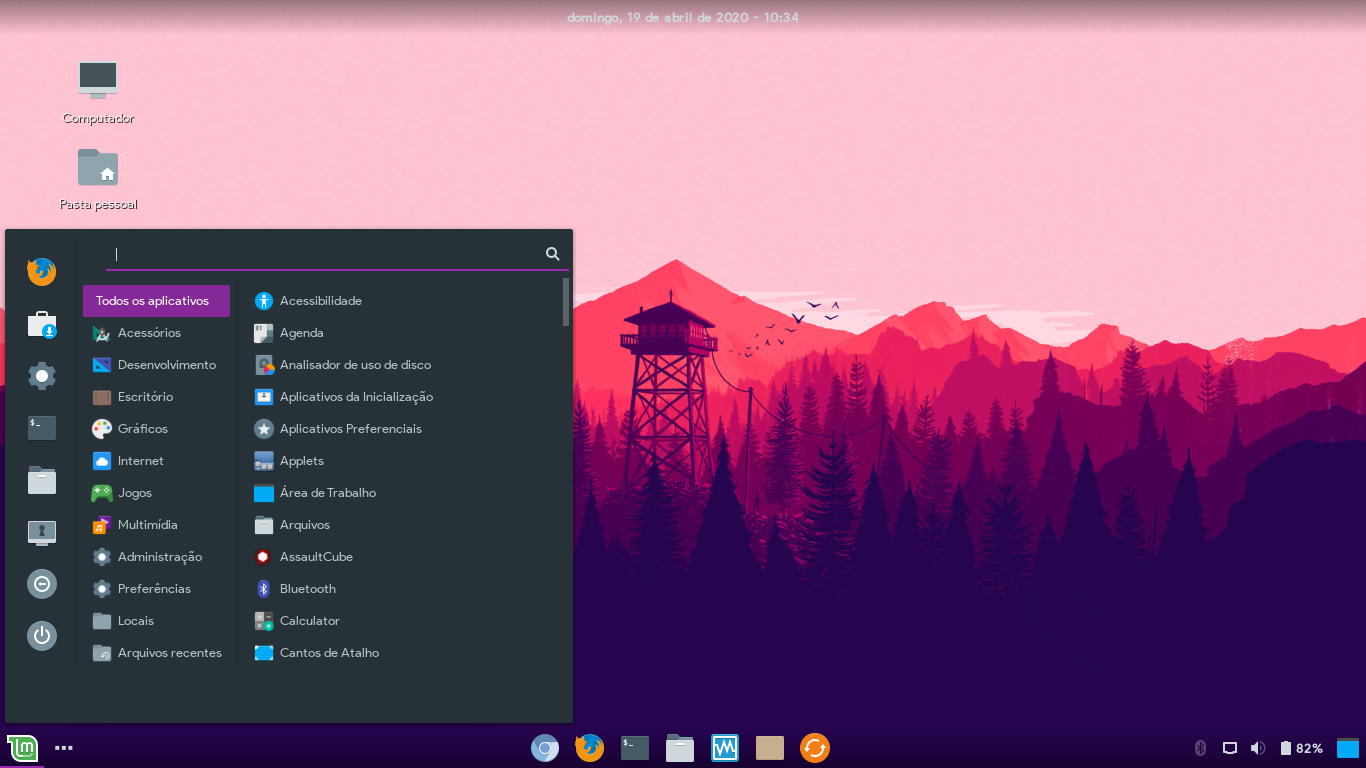 domingo, 19 de abril de 2020 - 10:34
Computador
Pasta pessoal
Todos os aplicativos
Acessórios
Desenvolvimento
Escritório
Gráficos
Internet
Jogos
Multimídia
Administração
Preferências
Locais
Arquivos recentes
Acessibilidade
Agenda
Analisador de uso de disco
Aplicativos da Inicialização
Aplicativos Preferenciais
Applets
Área de Trabalho
Arquivos
AssaultCube
Bluetooth
Calculator
Cantos de Atalho
$_
lm
$_
82%